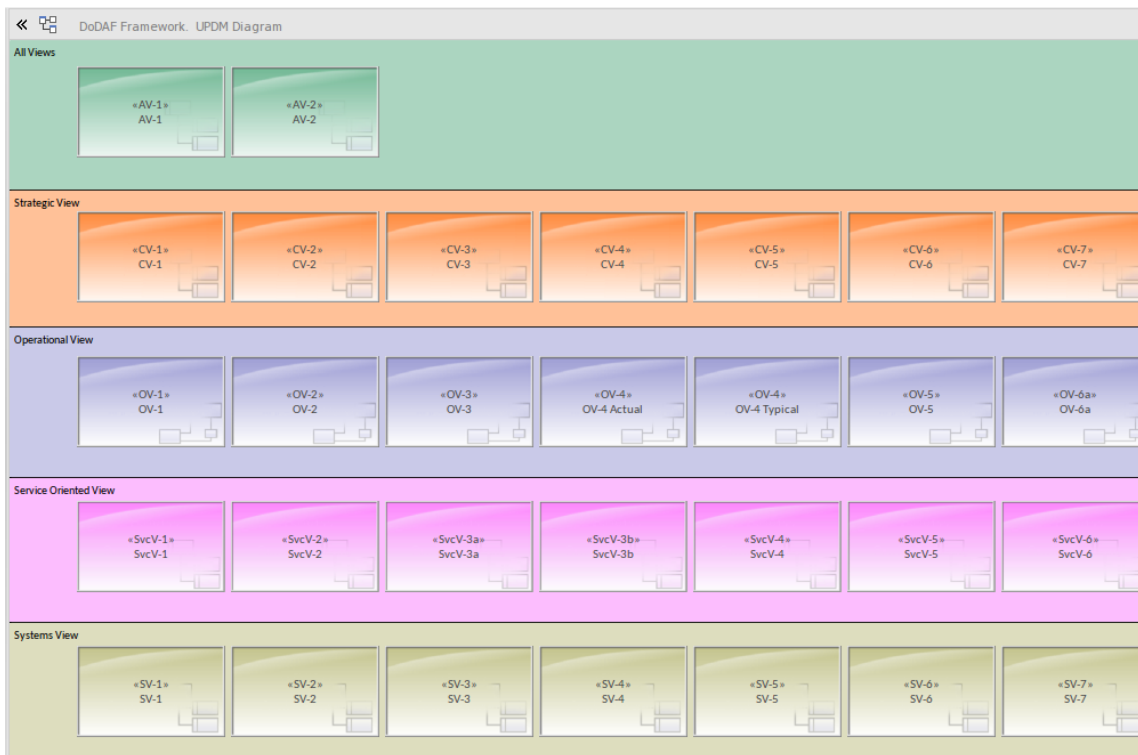 DoDAF Framework.  UPDM Diagram
All Views
«AV-1» «AV-2»
AV-1 AV-2
Strategic View
«CV-1» «CV-2» «CV-3» «CV-4» «CV-5» «CV-6» «CV-7»
CV-1 CV-2 CV-3 CV-4 CV-5 CV-6 CV-7
Operational View
«OV-1» «OV-2» «OV-3» «OV-4» «OV-4» «OV-5» «OV-6a»
OV-1 OV-2 OV-3 OV-4 Actual OV-4 Typical OV-5 OV-6a
Service Oriented View
«SvcV-1» «SvcV-2» «SvcV-3a» «SvcV-3b» «SvcV-4» «SvcV-5» «SvcV-6»
SvcV-1 SvcV-2 SvcV-3a SvcV-3b SvcV-4 SvcV-5 SvcV-6
Systems View
«SV-1» «SV-2» «SV-3» «SV-4» «SV-5» «SV-6» «SV-7»
SV-1 SV-2 SV-3 SV-4 SV-5 SV-6 SV-7